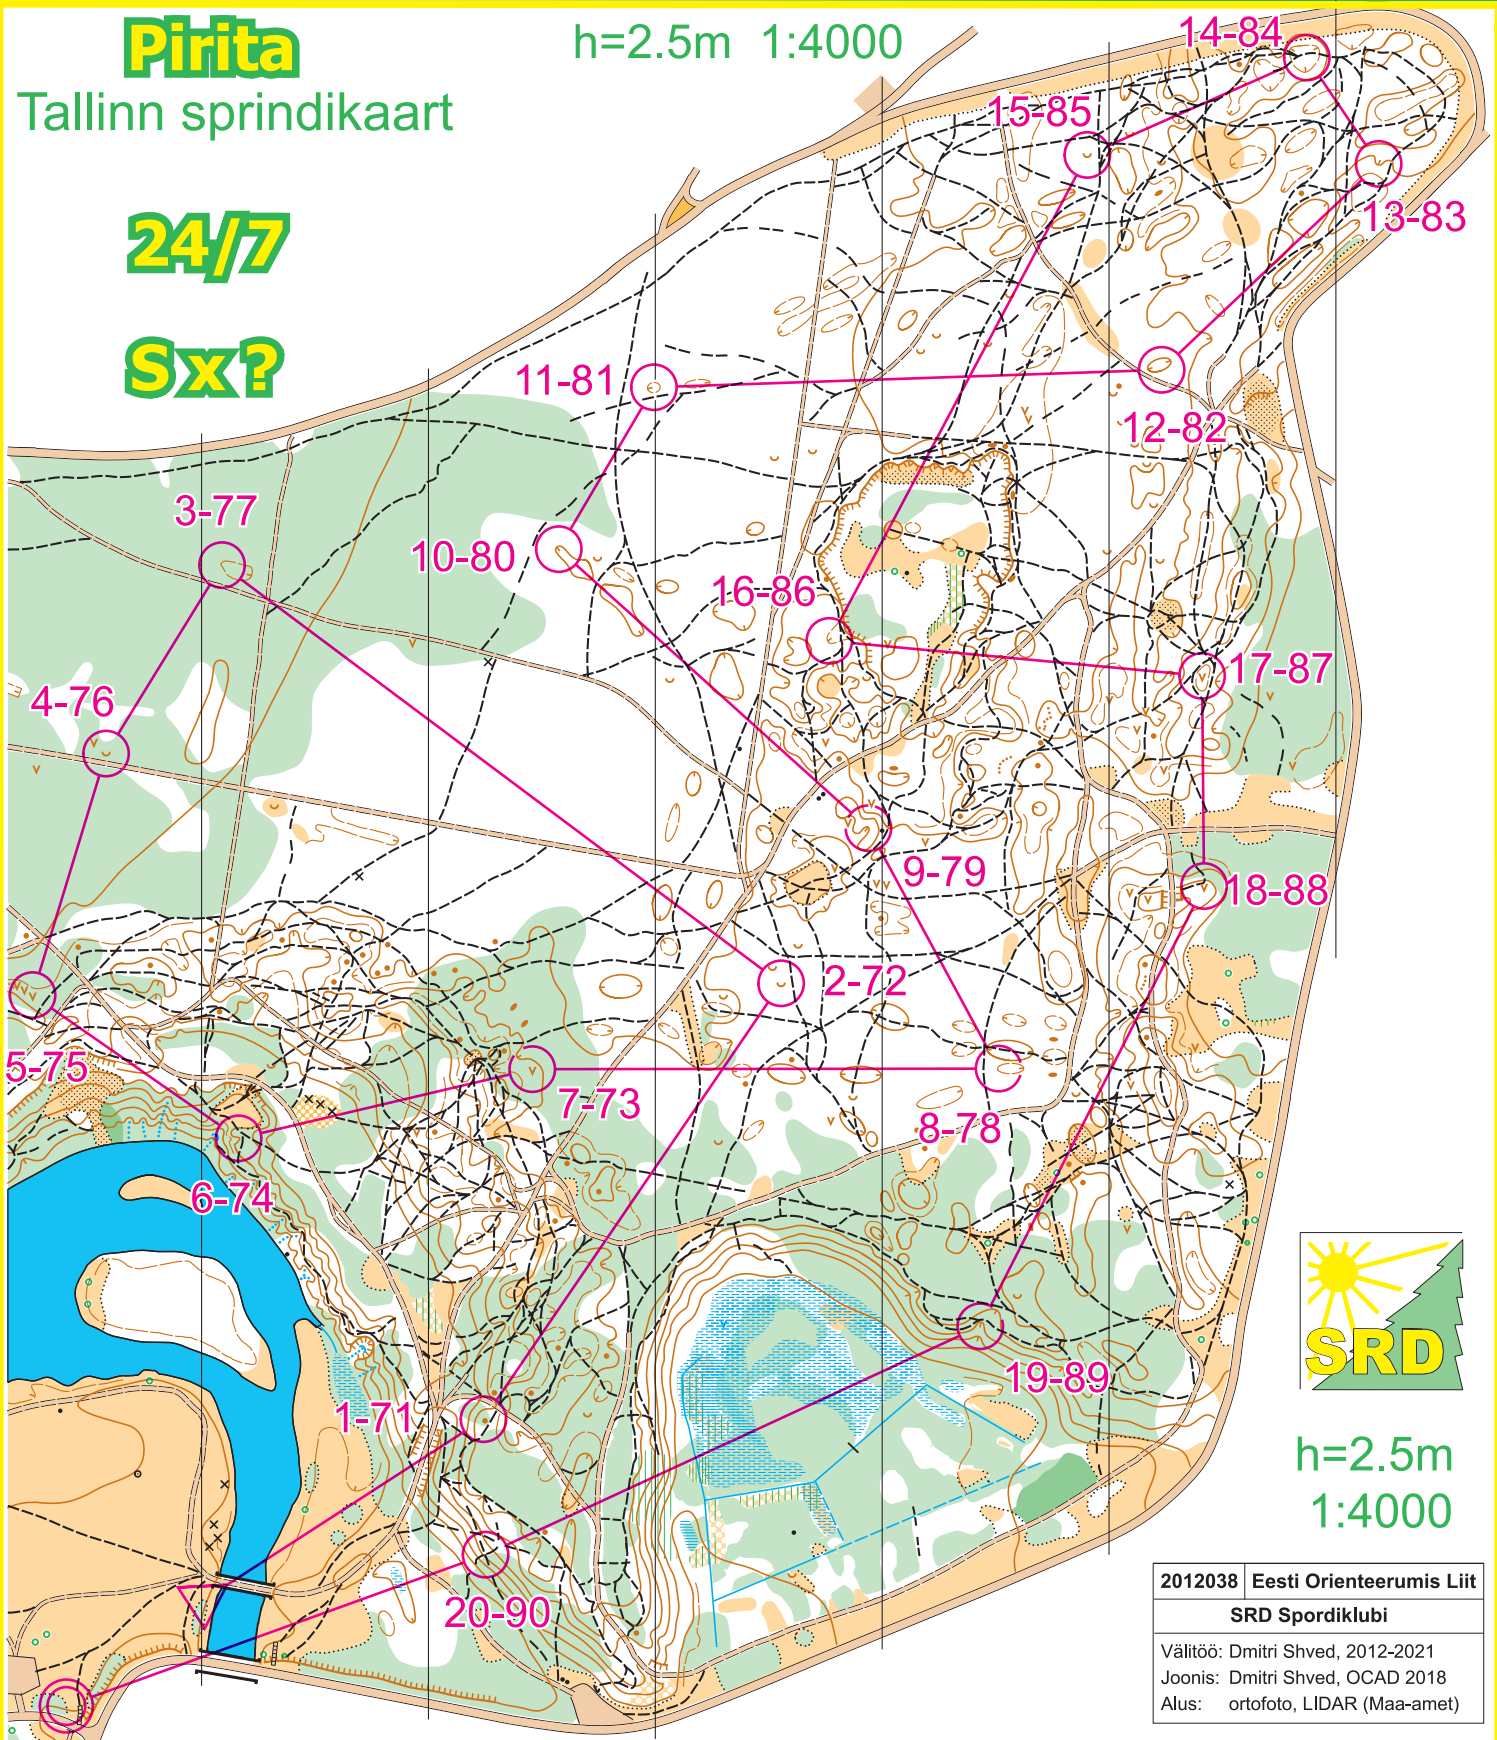 Pirita
Tallinn sprindikaart
24/7
Sx?
h=2.5m 1:4000
14-84
15-85
13-83
11-81
12-82
3-77
10-80
16-86
17-87
4-76
9-79
18-88
2-72
5-75
7-73
8-78
6-74
19-89
1-71
20-90
SRD
h=2.5m
1:4000
2012038 Eesti Orienteerumis Liit
SRD Spordiklubi
Välitöö: Dmitri Shved, 2012-2021
Joonis: Dmitri Shved, OCAD 2018
Alus: ortofoto, LIDAR (Maa-amet)